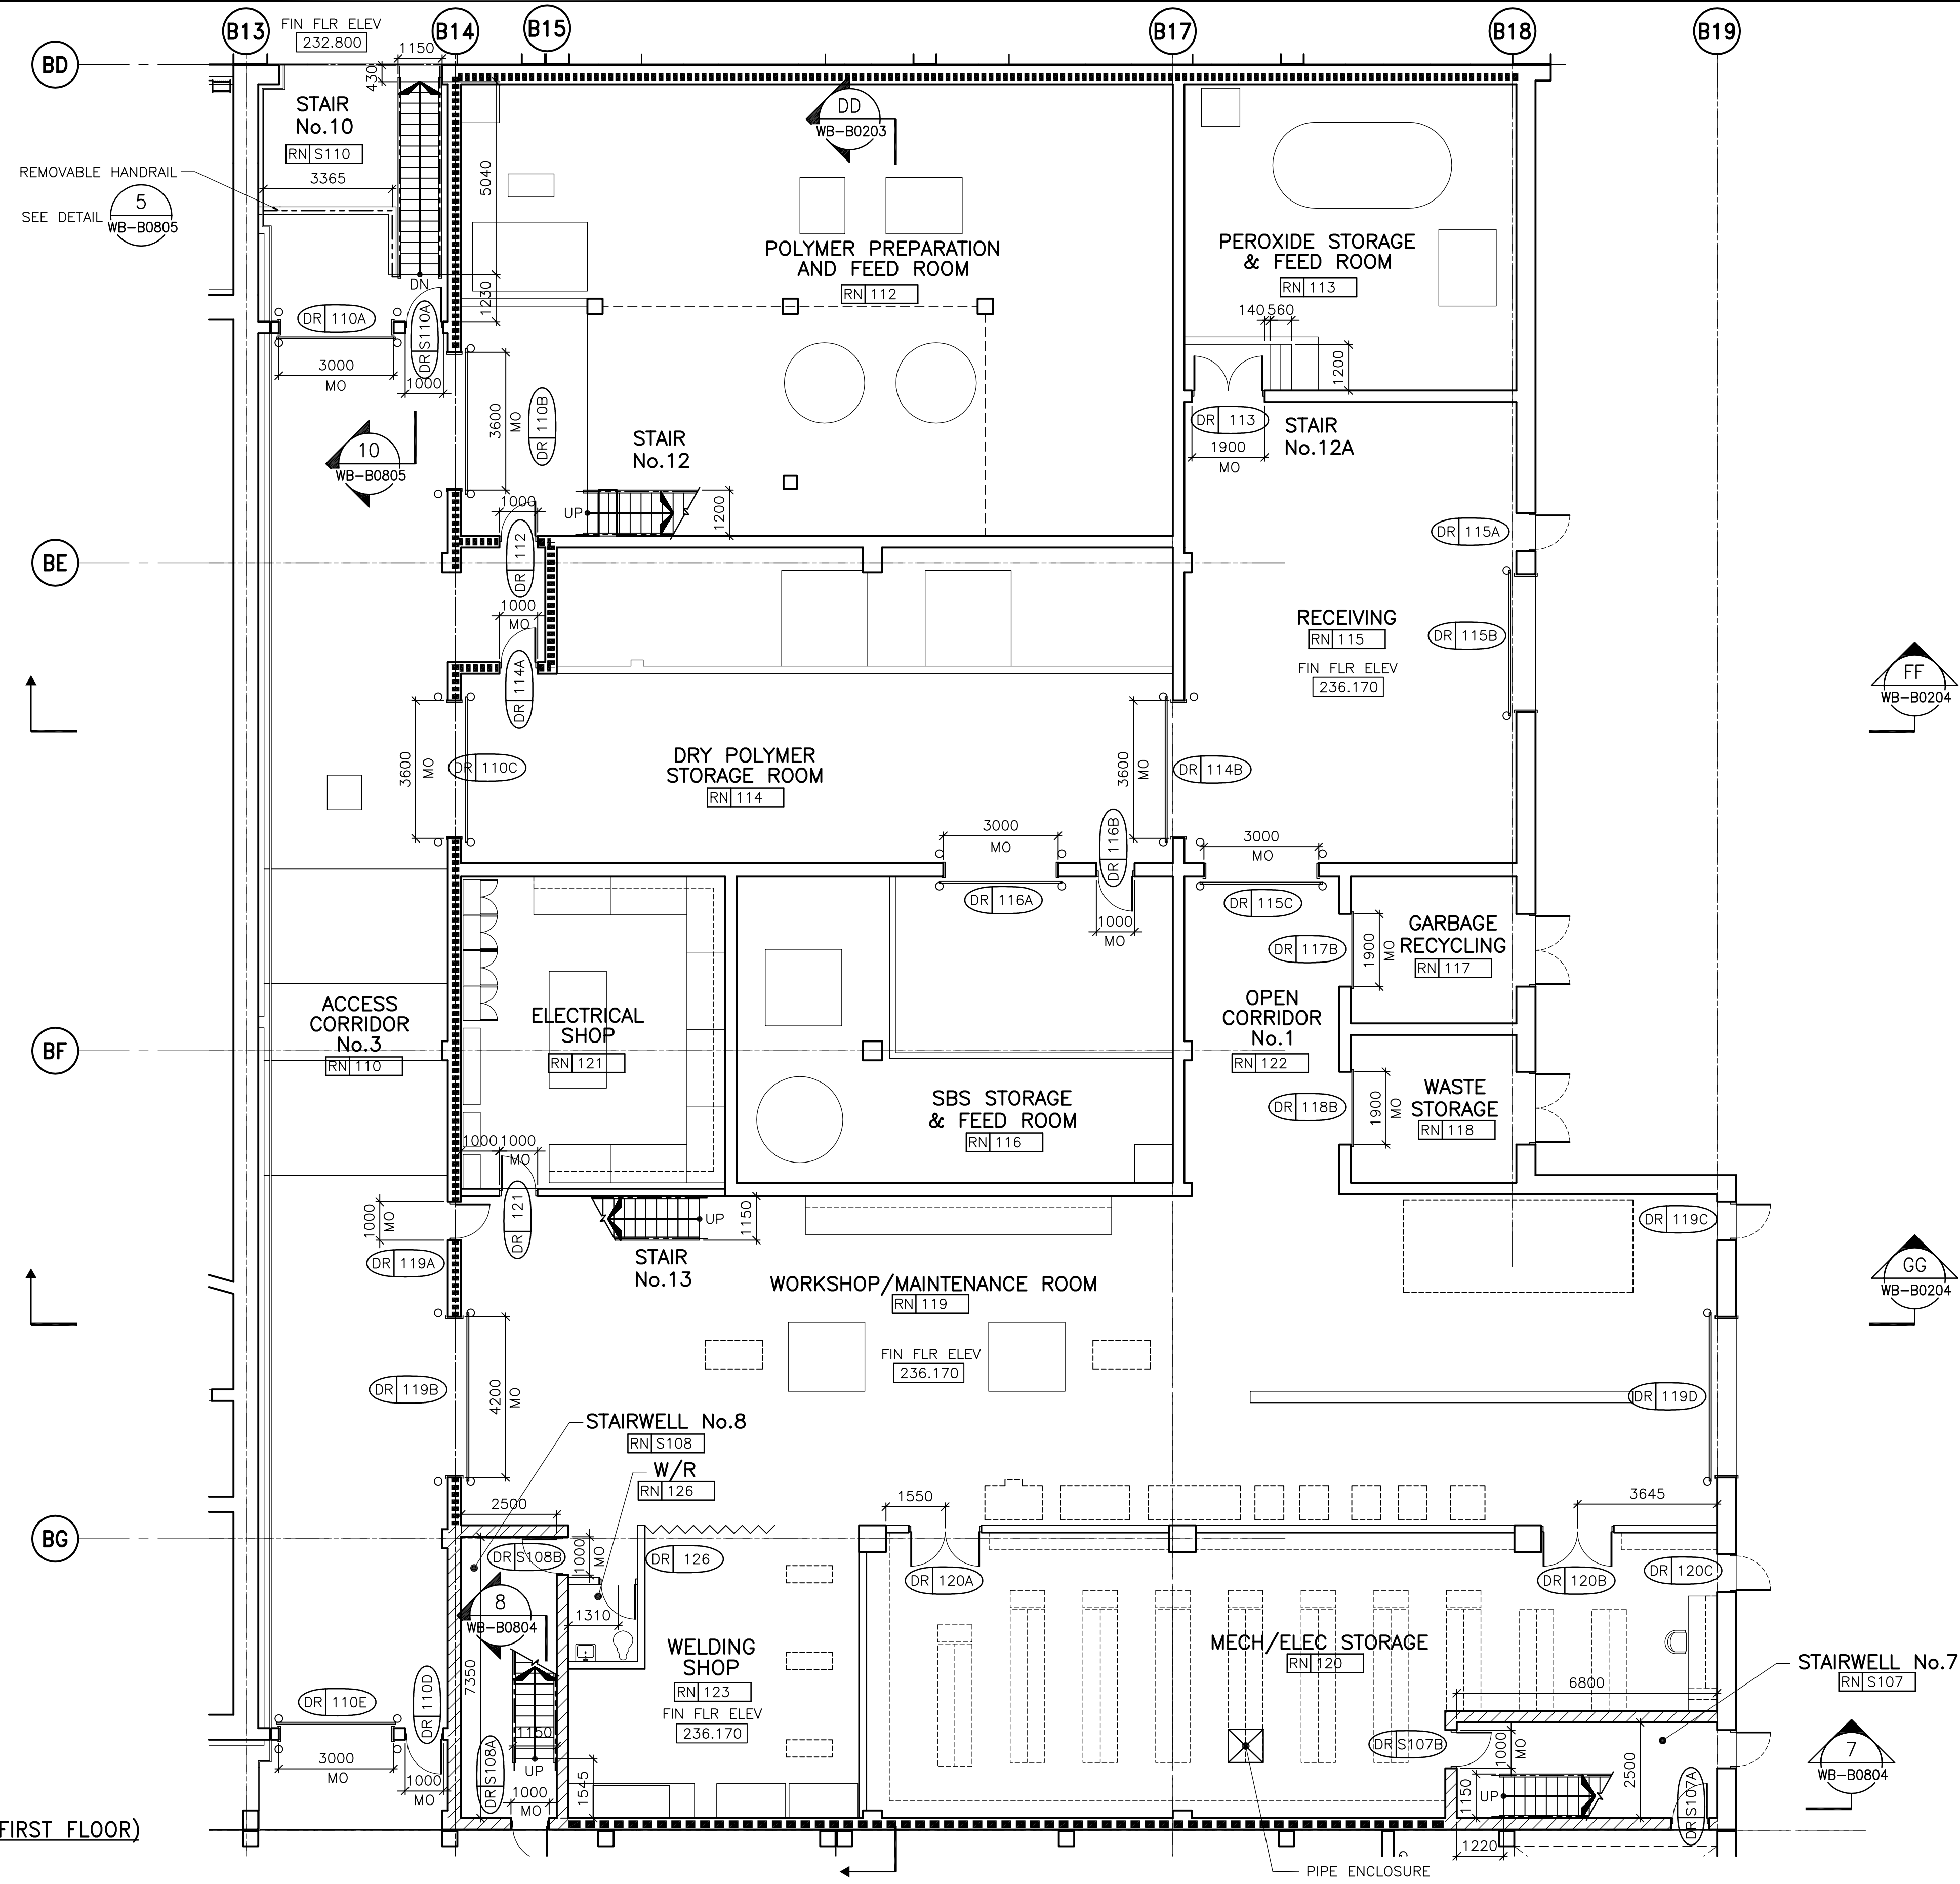 B13
FIN FLR ELEV
232.800
B14
B15
B17
B18
B19
BD
1150
430
STAIR
No.10
RN S110
3365
REMOVABLE HANDRAIL
SEE DETAIL
5
WB-B0805
5040
DN
1230
DR 110A
DR S110A
3000
MO
1000
DD
WB-B0203
POLYMER PREPARATION
AND FEED ROOM
RN 112
PEROXIDE STORAGE
& FEED ROOM
RN 113
140
560
1200
DR 113
1900
MO
STAIR
No.12A
3600
MO
DR 110B
10
WB-B0805
STAIR
No.12
UP
1200
1000
DR 112
DR 115A
BE
1000
MO
DR 114A
RECEIVING
RN 115
FIN FLR ELEV
236.170
DR 115B
FF
WB-B0204
3600
MO
DR 110C
DRY POLYMER
STORAGE ROOM
RN 114
3600
MO
DR 114B
3000
MO
DR 116B
DR 116A
1000
MO
3000
MO
DR 115C
GARBAGE
RECYCLING
RN 117
DR 117B
1900
MO
ACCESS
CORRIDOR
No.3
RN 110
ELECTRICAL
SHOP
RN 121
OPEN
CORRIDOR
No.1
RN 122
BF
SBS STORAGE
& FEED ROOM
RN 116
DR 118B
1900
MO
WASTE
STORAGE
RN 118
1000
1000
MO
1000
MO
DR 121
UP
1150
STAIR
No.13
DR 119A
DR 119C
WORKSHOP/MAINTENANCE ROOM
RN 119
FIN FLR ELEV
236.170
GG
WB-B0204
DR 119B
4200
MO
DR 119D
STAIRWELL No.8
RN S108
W/R
RN 126
2500
1550
3645
BG
DR S108B
1000
MO
DR 126
DR 120A
DR 120B
DR 120C
8
WB-B0804
1310
7350
WELDING
SHOP
RN 123
FIN FLR ELEV
236.170
MECH/ELEC STORAGE
RN 120
6800
STAIRWELL No.7
RN S107
DR 110E
DR 110D
3000
MO
1000
MO
DR S108A
1150
UP
1000
MO
1545
DR S107B
1000
MO
1150
UP
2500
DR S107A
7
WB-B0804
1220
PIPE ENCLOSURE
FIRST FLOOR)